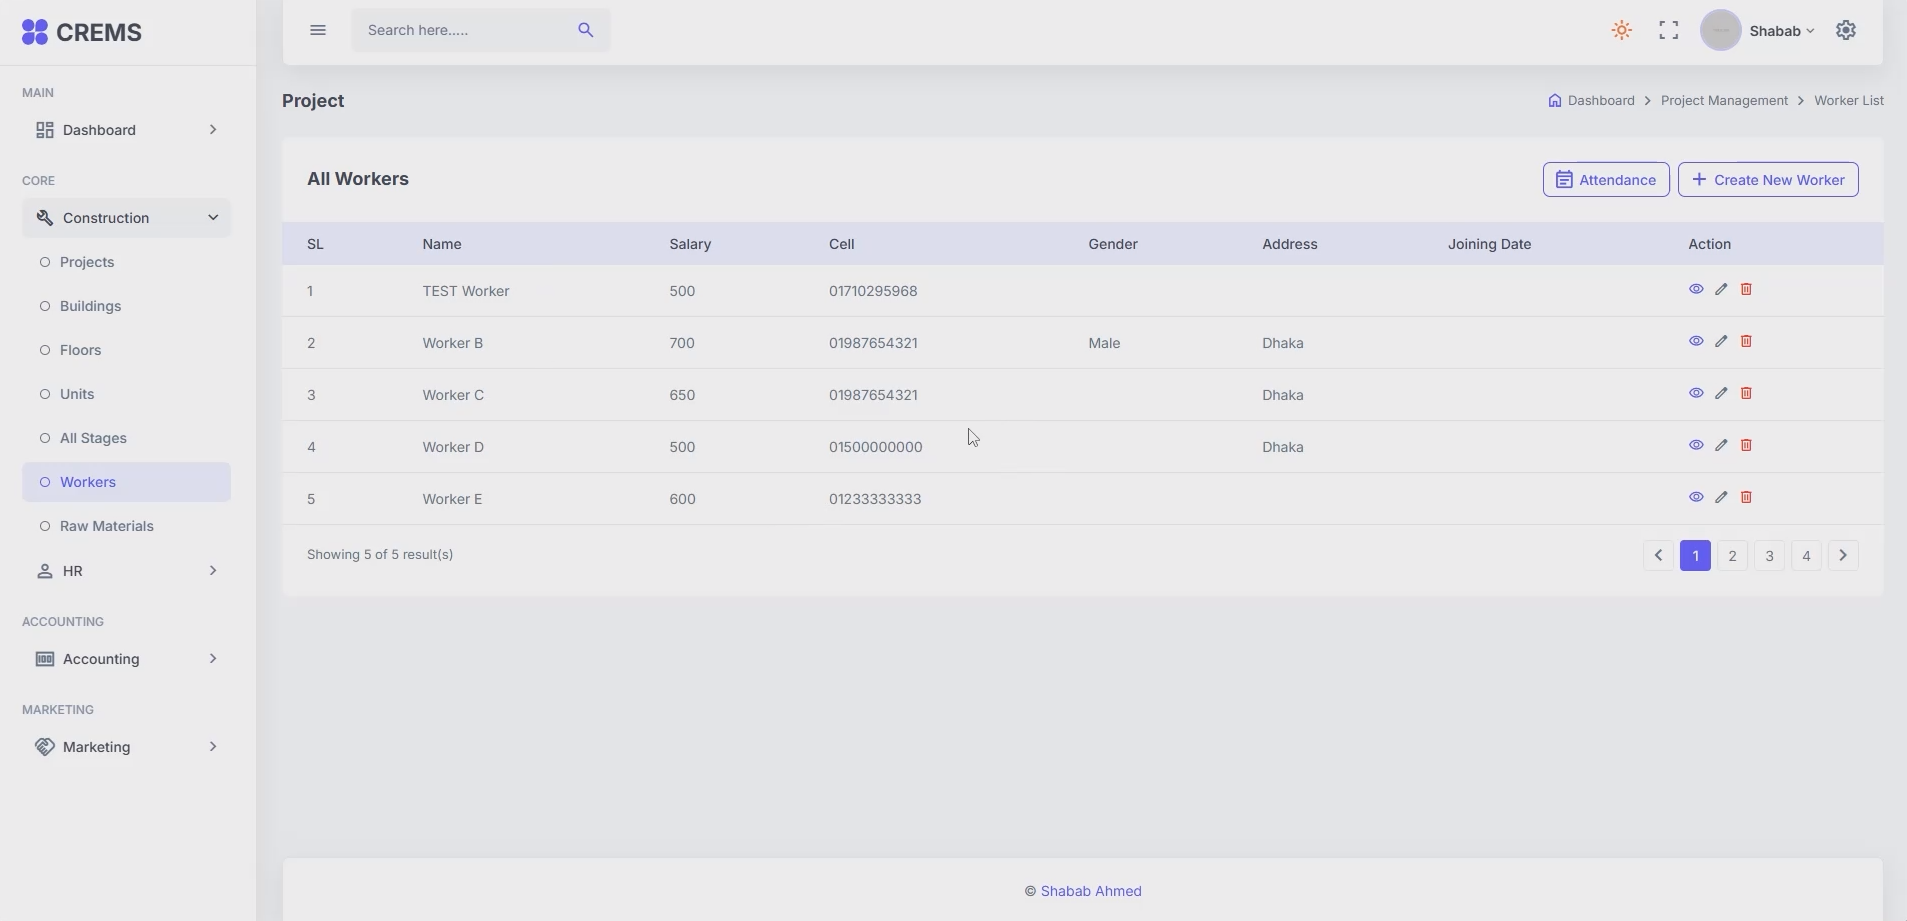 CREMS
Search here.....
Shabab
MAIN
Dashboard
CORE
Construction
Projects
Buildings
Floors
Units
All Stages
Workers
Raw Materials
HR
ACCOUNTING
Accounting
MARKETING
Marketing
Project
Dashboard > Project Management > Worker List
All Workers
Attendance
+ Create New Worker
SL Name Salary Cell Gender Address Joining Date Action
1 TEST Worker 500 01710295968
2 Worker B 700 01987654321 Male Dhaka
3 Worker C 650 01987654321 Dhaka
4 Worker D 500 01500000000 Dhaka
5 Worker E 600 01233333333
Showing 5 of 5 result(s)
< 1 2 3 4 >
© Shabab Ahmed